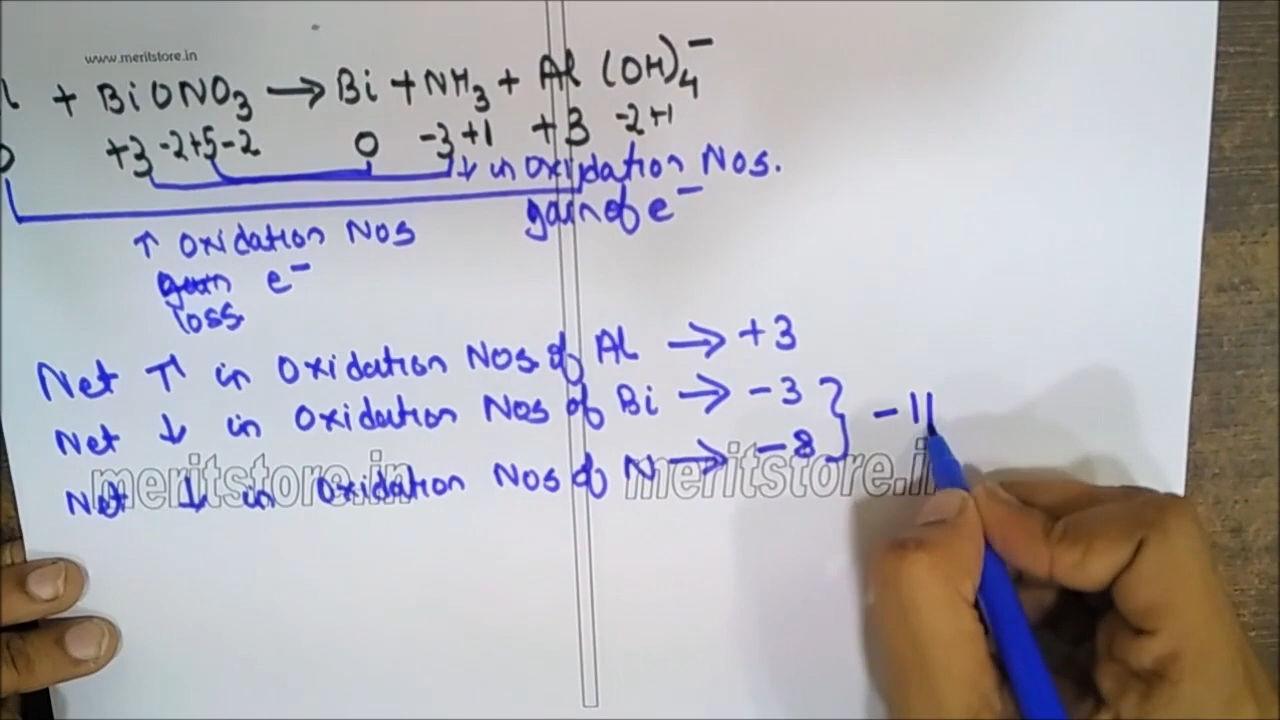 www.meritstore.in
l + BiONO3 → Bi + NH3 + Al (OH)4−
0 +3 -2+5-2 0 -3 +1 +3 -2+1
↓ in Oxidation Nos.
gain of e−
↑ Oxidation Nos
gain e−
loss
Net ↑ in Oxidation Nos. of Al → +3
Net ↓ in Oxidation Nos of Bi → -3 } -11
Net ↓ in Oxidation Nos of N → -8
meritstore.in meritstore.i